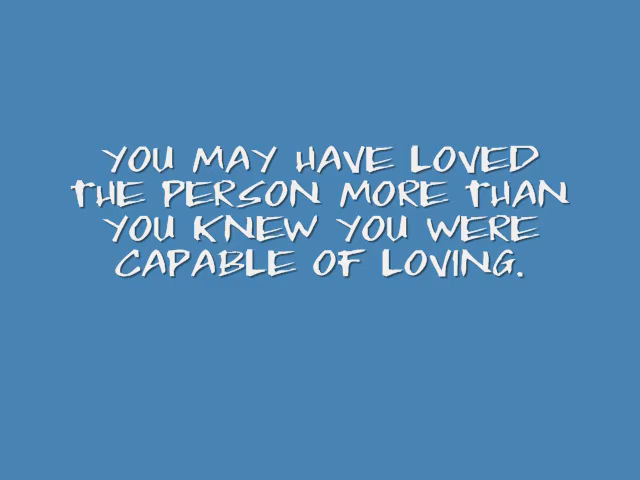 YOU MAY HAVE LOVED
THE PERSON MORE THAN
YOU KNEW YOU WERE
CAPABLE OF LOVING.